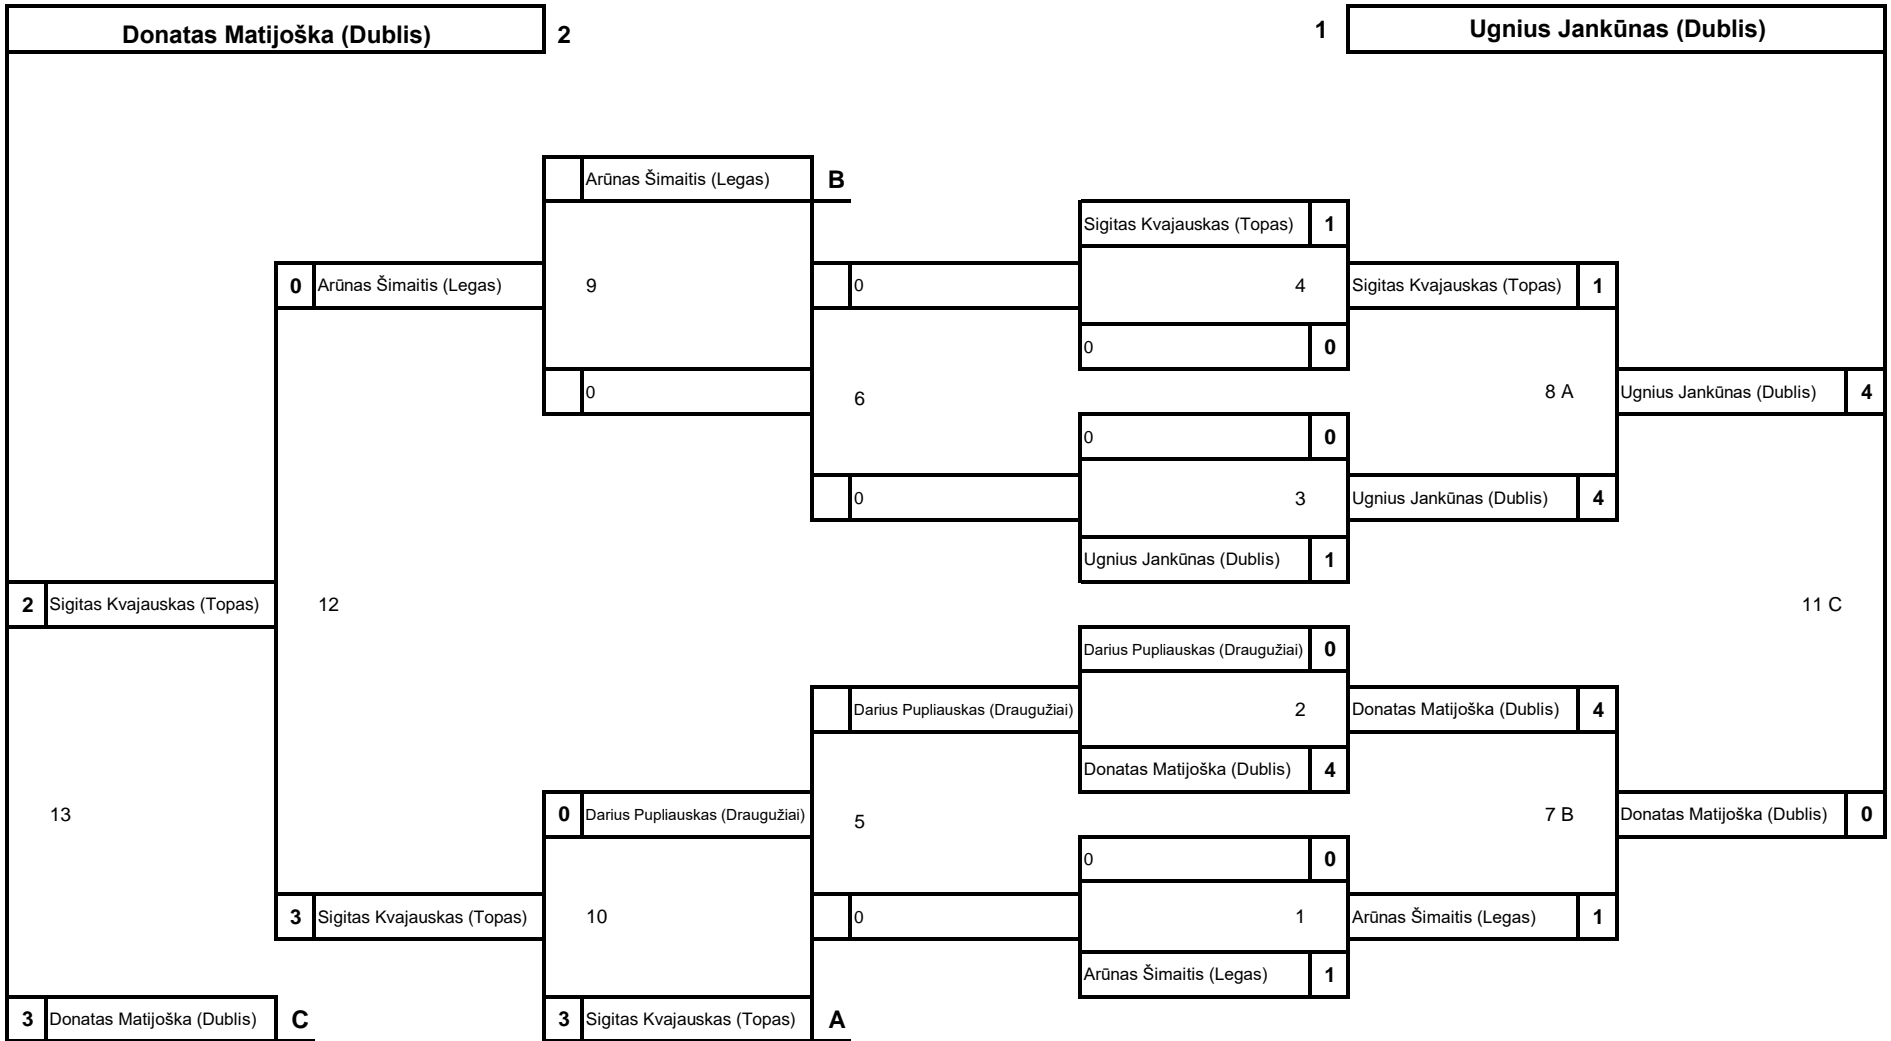 Donatas Matijoška (Dublis) 2 1 Ugnius Jankūnas (Dublis)
Arūnas Šimaitis (Legas) B
Sigitas Kvajauskas (Topas) 1
0 Arūnas Šimaitis (Legas) 9 0 4 Sigitas Kvajauskas (Topas) 1
0 0
0 6 8 A Ugnius Jankūnas (Dublis) 4
0 0
0 3 Ugnius Jankūnas (Dublis) 4
Ugnius Jankūnas (Dublis) 1
2 Sigitas Kvajauskas (Topas) 12 11 C
Darius Pupliauskas (Draugužiai) 0
Darius Pupliauskas (Draugužiai) 2 Donatas Matijoška (Dublis) 4
Donatas Matijoška (Dublis) 4
13 0 Darius Pupliauskas (Draugužiai) 5 7 B Donatas Matijoška (Dublis) 0
0 0
3 Sigitas Kvajauskas (Topas) 10 0 1 Arūnas Šimaitis (Legas) 1
Arūnas Šimaitis (Legas) 1
3 Donatas Matijoška (Dublis) C 3 Sigitas Kvajauskas (Topas) A